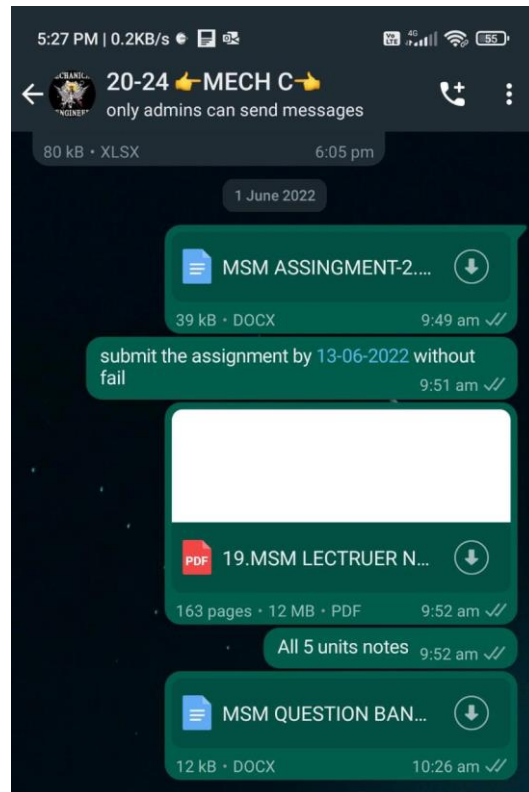 5:27 PM | 0.2KB/s
VoLTE 4G 55
20-24 👉MECH C👈
only admins can send messages
80 kB • XLSX 6:05 pm
1 June 2022
MSM ASSINGMENT-2....
39 kB • DOCX 9:49 am
submit the assignment by 13-06-2022 without
fail
9:51 am
PDF 19.MSM LECTRUER N...
163 pages • 12 MB • PDF 9:52 am
All 5 units notes 9:52 am
MSM QUESTION BAN...
12 kB • DOCX 10:26 am